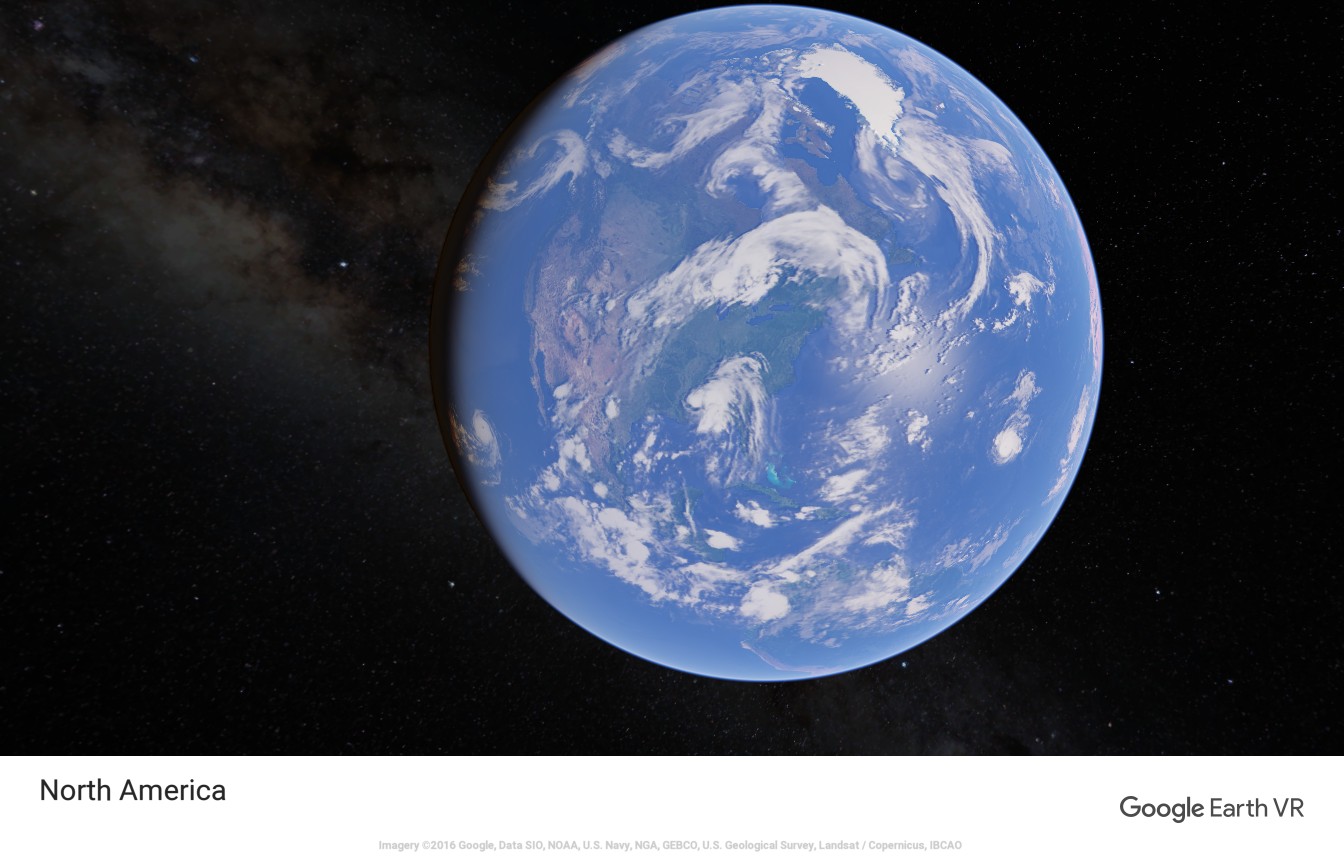 North America
Google Earth VR
Imagery ©2016 Google, Data SIO, NOAA, U.S. Navy, NGA, GEBCO, U.S. Geological Survey, Landsat / Copernicus, IBCAO